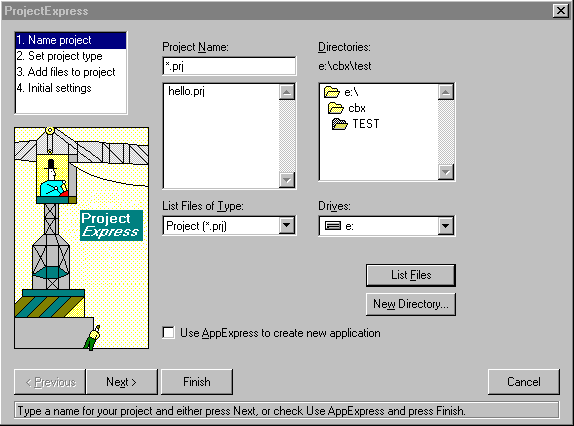 ProjectExpress
1. Name project
2. Set project type
3. Add files to project
4. Initial settings
Project Name:
*.prj
hello.prj
Directories:
e:\cbx\test
e:\
cbx
TEST
Project
Express
List Files of Type:
Project (*.prj)
Drives:
e:
List Files
New Directory...
Use AppExpress to create new application
< Previous
Next >
Finish
Cancel
Type a name for your project and either press Next, or check Use AppExpress and press Finish.